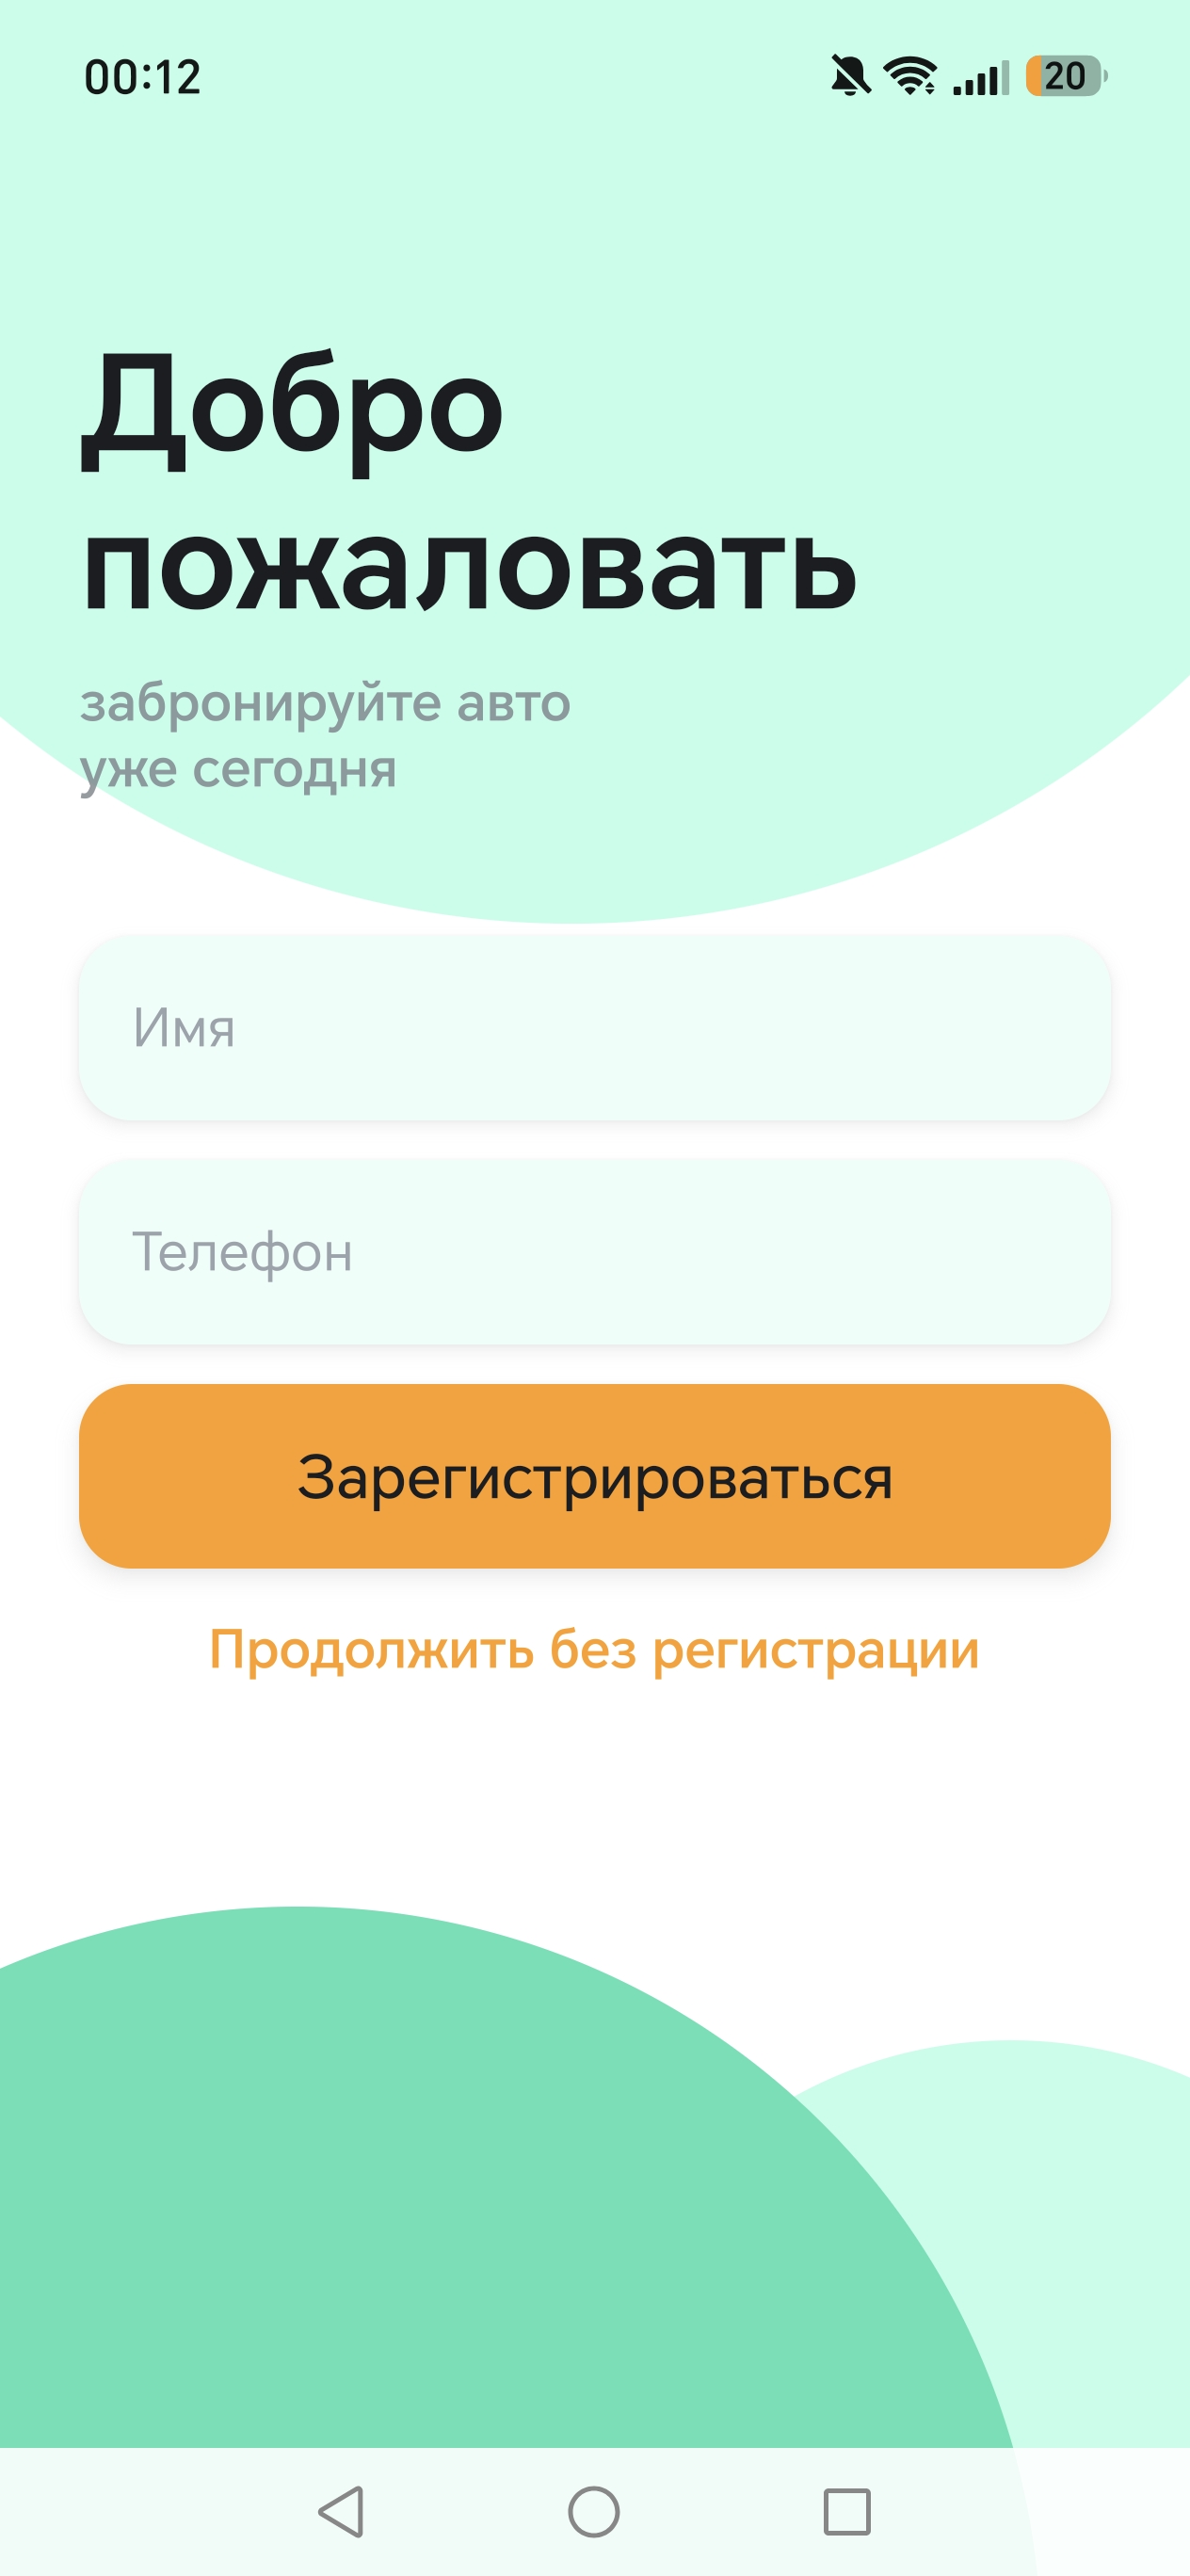 00:12
20
Добро
пожаловать
забронируйте авто
уже сегодня
Имя
Телефон
Зарегистрироваться
Продолжить без регистрации